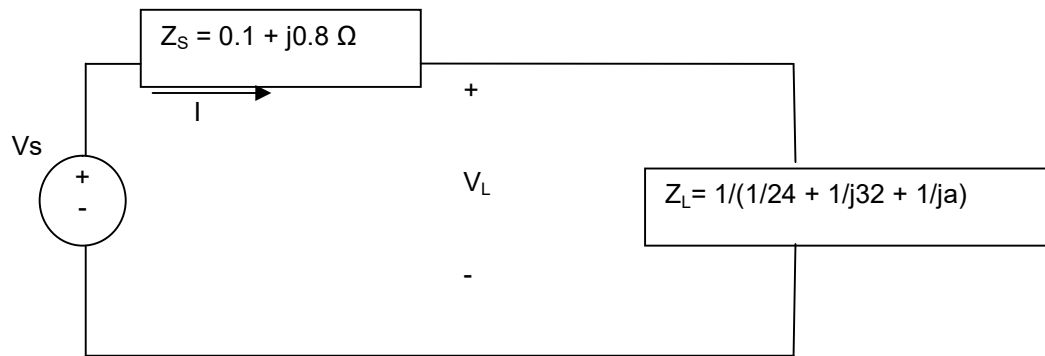 Z_S = 0.1 + j0.8 Ω
I
Vs
+
-
+
V_L
-
Z_L= 1/(1/24 + 1/j32 + 1/ja)